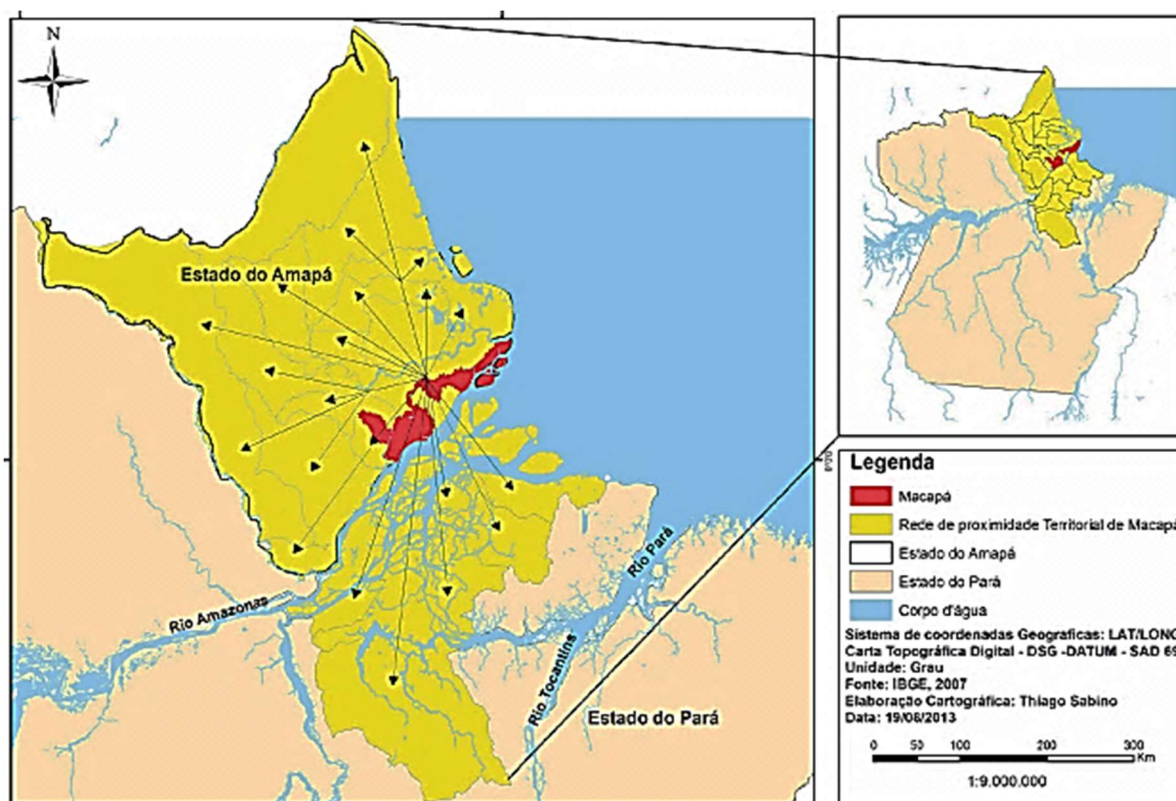 N
Estado do Amapá
Rio Amazonas
Rio Pará
Rio Tocantins
Estado do Pará
Legenda
Macapá
Rede de proximidade Territorial de Macapá
Estado do Amapá
Estado do Pará
Corpo d'água
Sistema de coordenadas Geograficas: LAT/LONG
Carta Topográfica Digital - DSG -DATUM - SAD 69
Unidade: Grau
Fonte: IBGE, 2007
Elaboração Cartográfica: Thiago Sabino
Data: 19/08/2013
0 50 100 200 300
Km
1:9.000.000